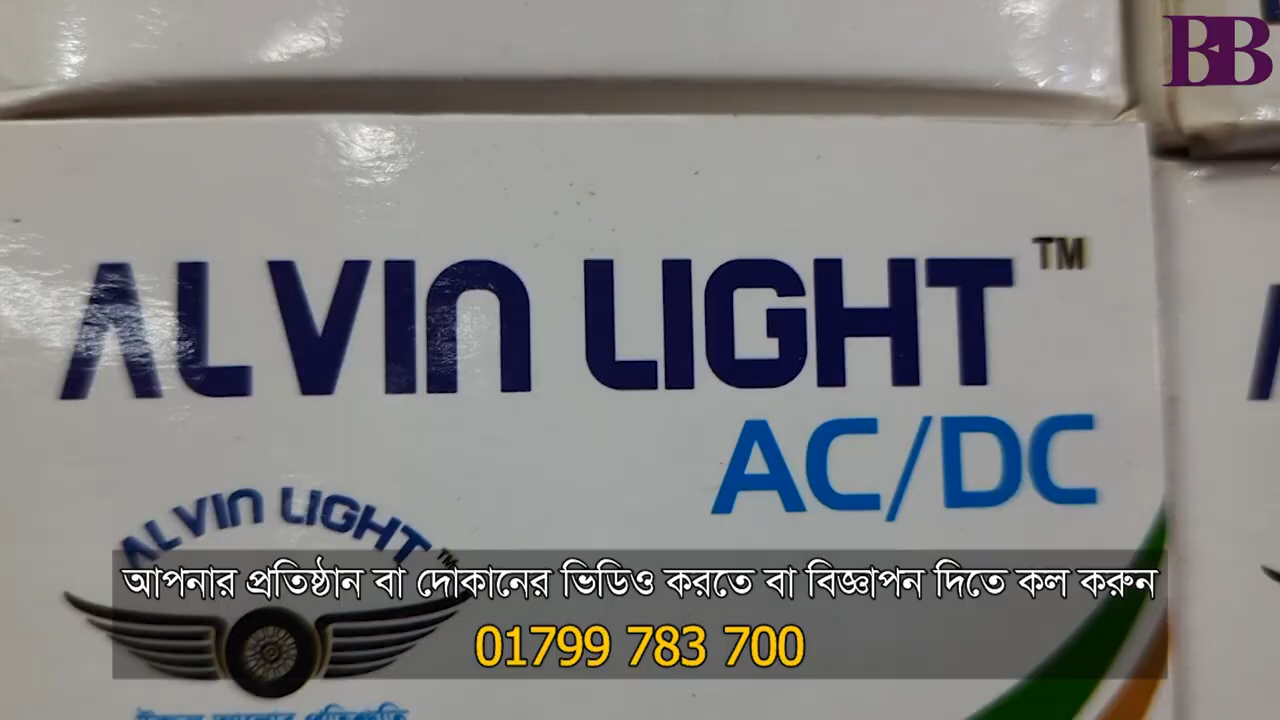 BB
ALVIN LIGHT™
AC/DC
ALVIN LIGHT™
আপনার প্রতিষ্ঠান বা দোকানের ভিডিও করতে বা বিজ্ঞাপন দিতে কল করুন
01799 783 700